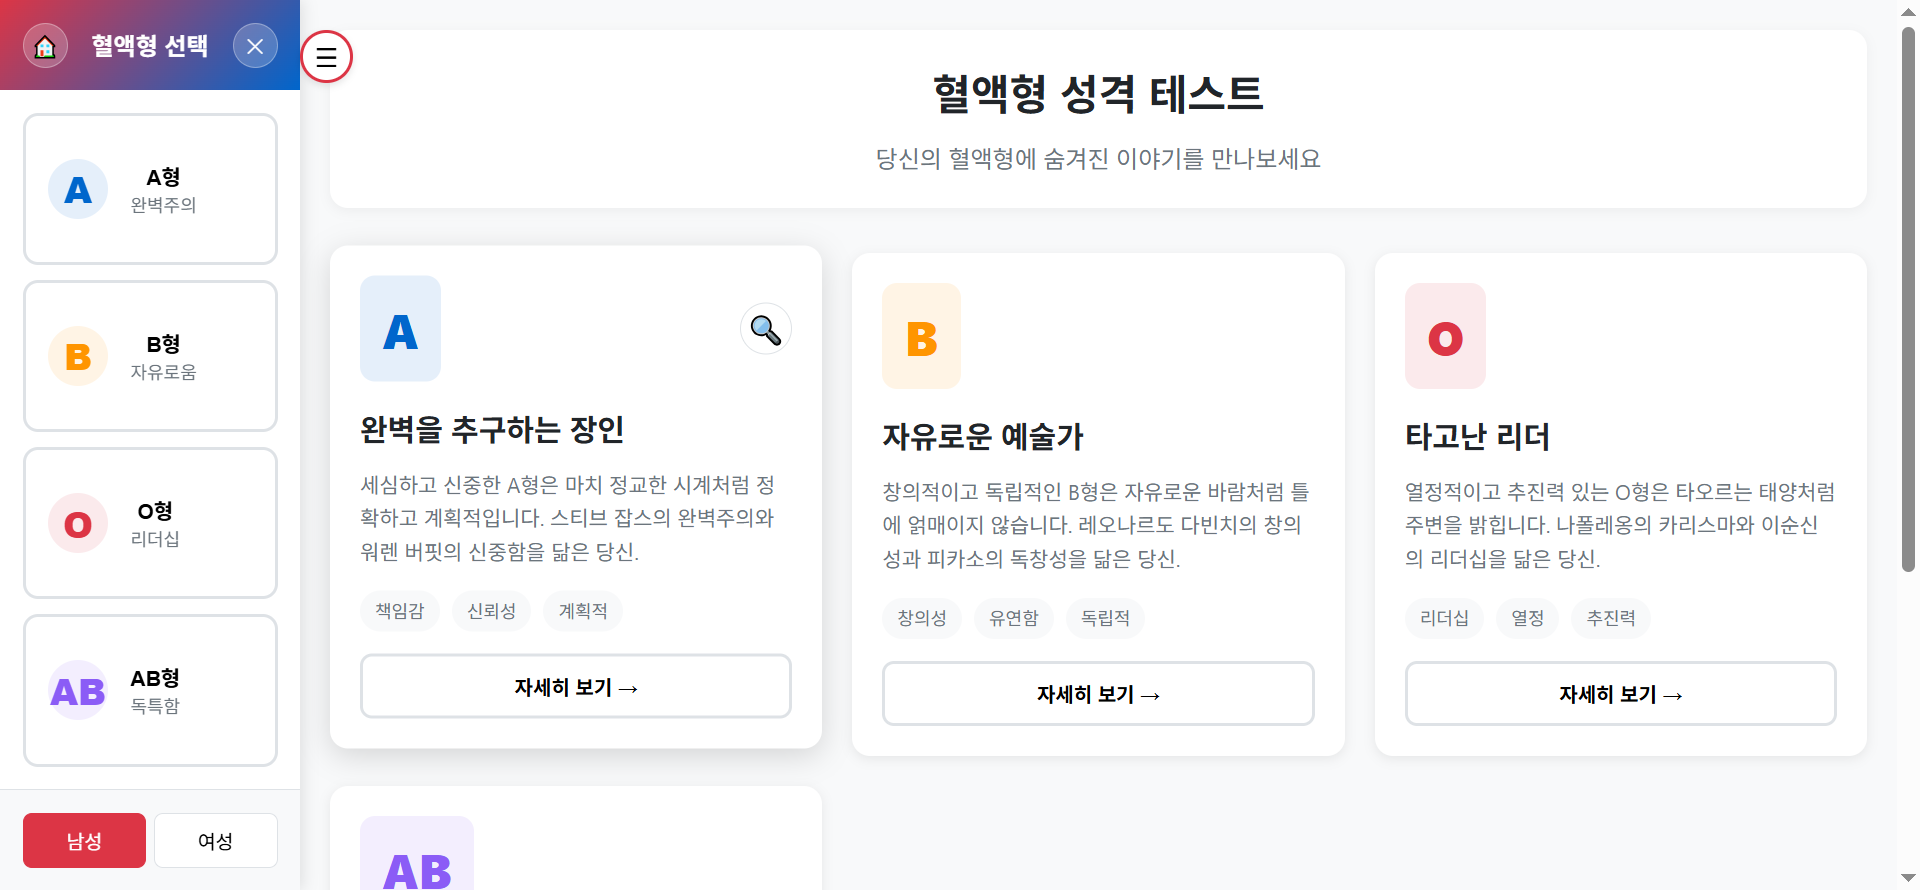 혈액형 선택
A
A형
완벽주의
B
B형
자유로움
O
O형
리더십
AB
AB형
독특함
남성
여성
혈액형 성격 테스트
당신의 혈액형에 숨겨진 이야기를 만나보세요
A
완벽을 추구하는 장인
세심하고 신중한 A형은 마치 정교한 시계처럼 정
확하고 계획적입니다. 스티브 잡스의 완벽주의와
워렌 버핏의 신중함을 닮은 당신.
책임감
신뢰성
계획적
자세히 보기 →
B
자유로운 예술가
창의적이고 독립적인 B형은 자유로운 바람처럼 틀
에 얽매이지 않습니다. 레오나르도 다빈치의 창의
성과 피카소의 독창성을 닮은 당신.
창의성
유연함
독립적
자세히 보기 →
O
타고난 리더
열정적이고 추진력 있는 O형은 타오르는 태양처럼
주변을 밝힙니다. 나폴레옹의 카리스마와 이순신
의 리더십을 닮은 당신.
리더십
열정
추진력
자세히 보기 →
AB